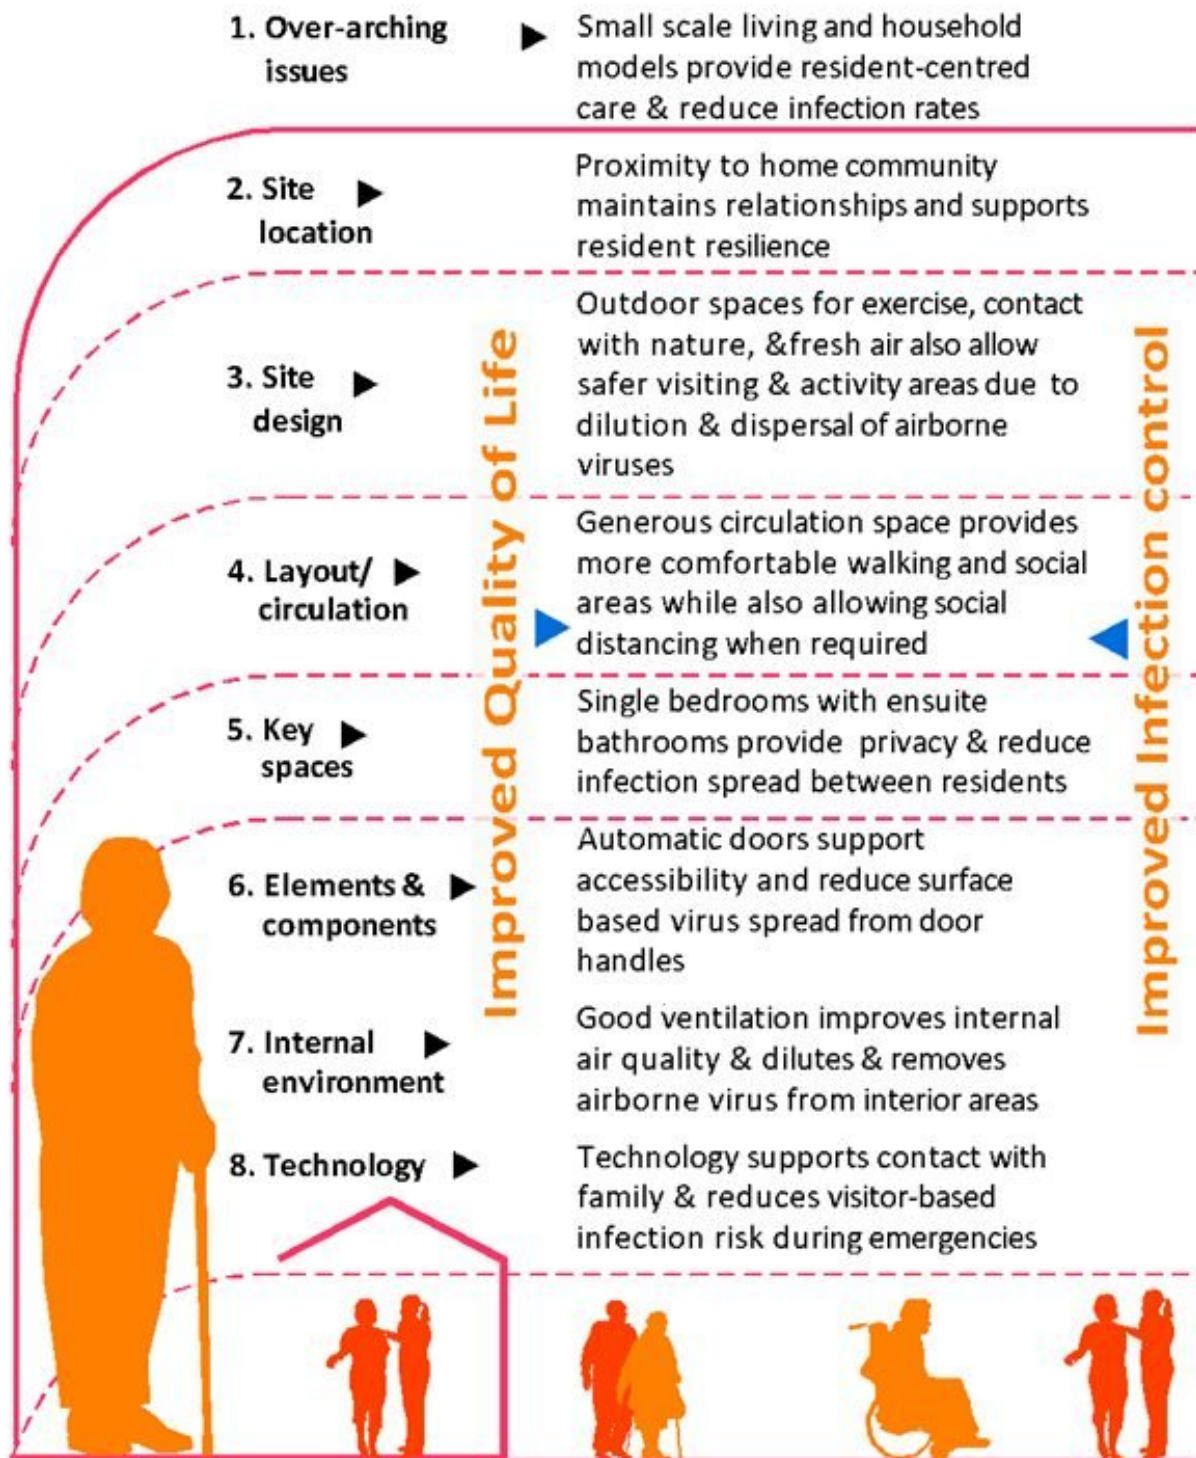 1. Over-arching
issues
Small scale living and household
models provide resident-centred
care & reduce infection rates
2. Site
location
Proximity to home community
maintains relationships and supports
resident resilience
3. Site
design
Outdoor spaces for exercise, contact
with nature, &fresh air also allow
safer visiting & activity areas due to
dilution & dispersal of airborne
viruses
4. Layout/
circulation
Generous circulation space provides
more comfortable walking and social
areas while also allowing social
distancing when required
5. Key
spaces
Single bedrooms with ensuite
bathrooms provide privacy & reduce
infection spread between residents
6. Elements &
components
Automatic doors support
accessibility and reduce surface
based virus spread from door
handles
7. Internal
environment
Good ventilation improves internal
air quality & dilutes & removes
airborne virus from interior areas
8. Technology
Technology supports contact with
family & reduces visitor-based
infection risk during emergencies
Improved Quality of Life
Improved Infection control